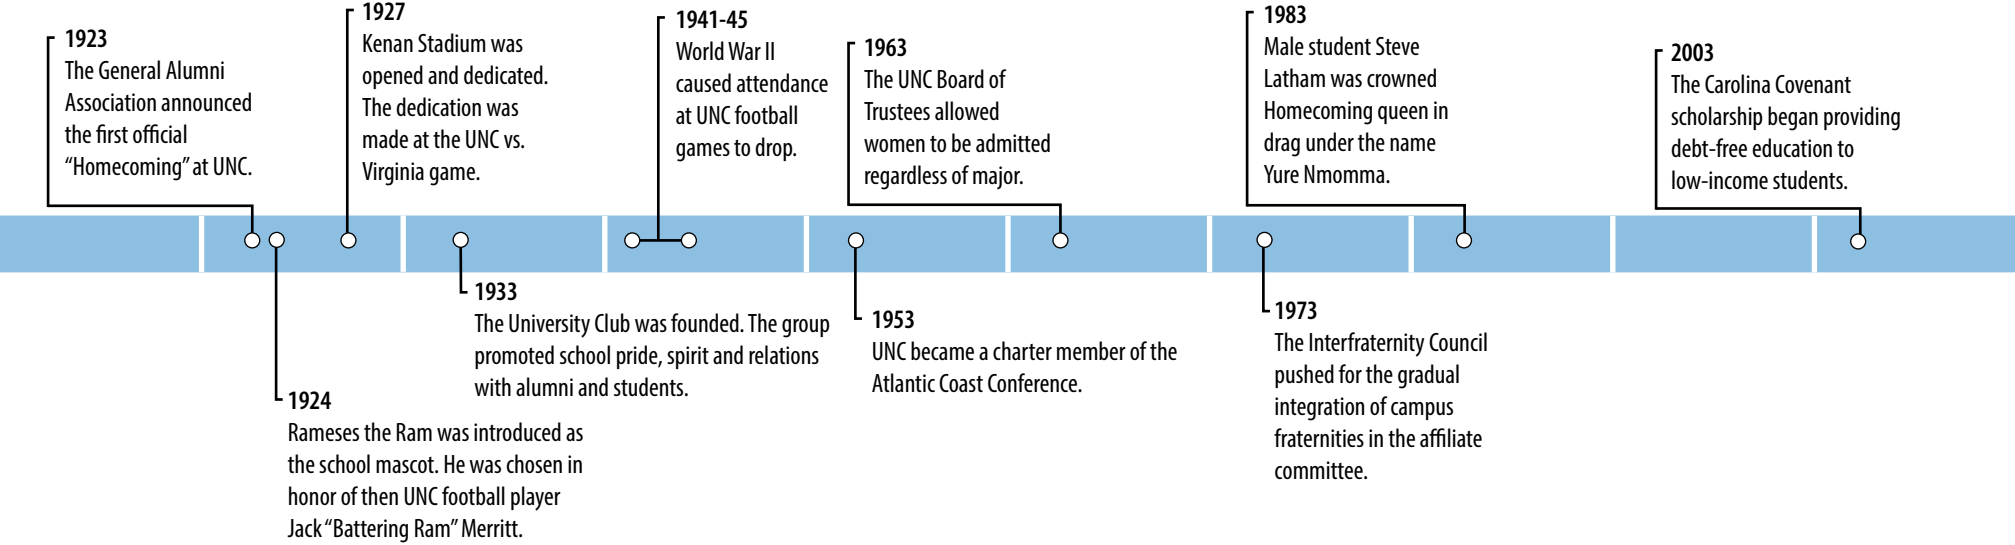 1923
The General Alumni
Association announced
the first official
“Homecoming” at UNC.
1924
Rameses the Ram was introduced as
the school mascot. He was chosen in
honor of then UNC football player
Jack “Battering Ram” Merritt.
1927
Kenan Stadium was
opened and dedicated.
The dedication was
made at the UNC vs.
Virginia game.
1933
The University Club was founded. The group
promoted school pride, spirit and relations
with alumni and students.
1941-45
World War II
caused attendance
at UNC football
games to drop.
1953
UNC became a charter member of the
Atlantic Coast Conference.
1963
The UNC Board of
Trustees allowed
women to be admitted
regardless of major.
1973
The Interfraternity Council
pushed for the gradual
integration of campus
fraternities in the affiliate
committee.
1983
Male student Steve
Latham was crowned
Homecoming queen in
drag under the name
Yure Nmomma.
2003
The Carolina Covenant
scholarship began providing
debt-free education to
low-income students.